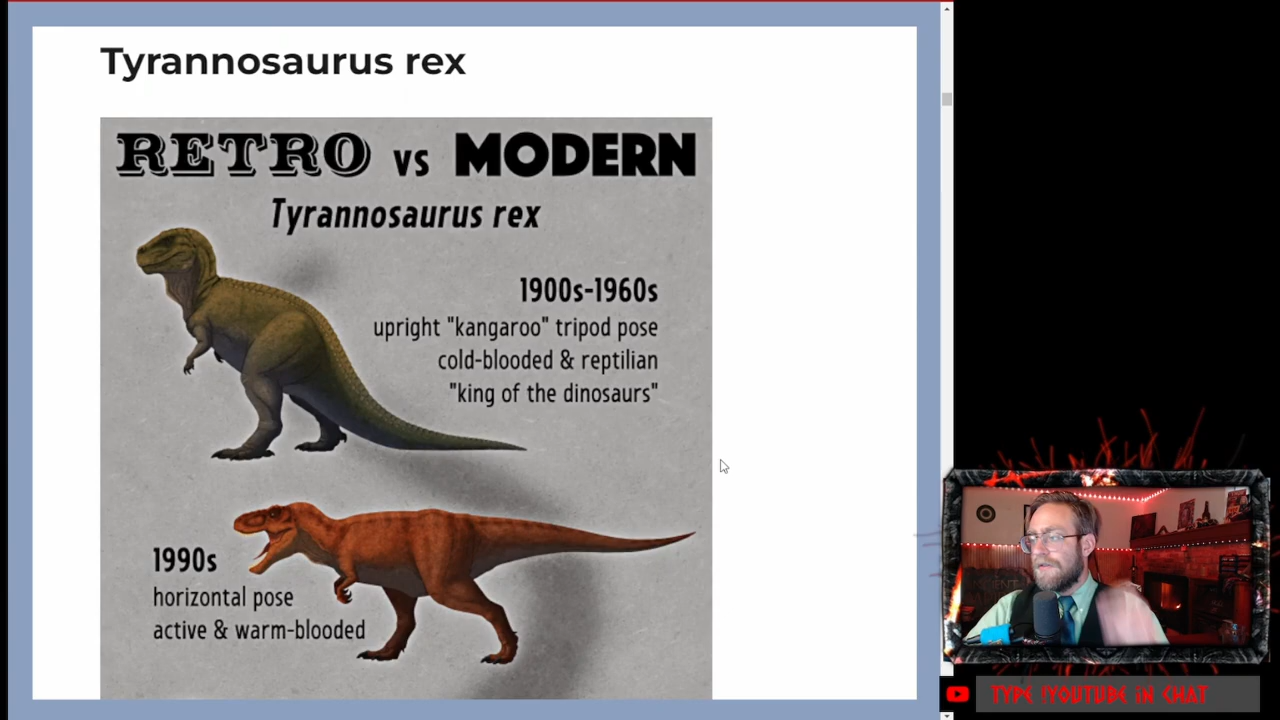 Tyrannosaurus rex
RETRO vs MODERN
Tyrannosaurus rex
1900s-1960s
upright "kangaroo" tripod pose
cold-blooded & reptilian
"king of the dinosaurs"
1990s
horizontal pose
active & warm-blooded
TYPE !YOUTUBE IN CHAT